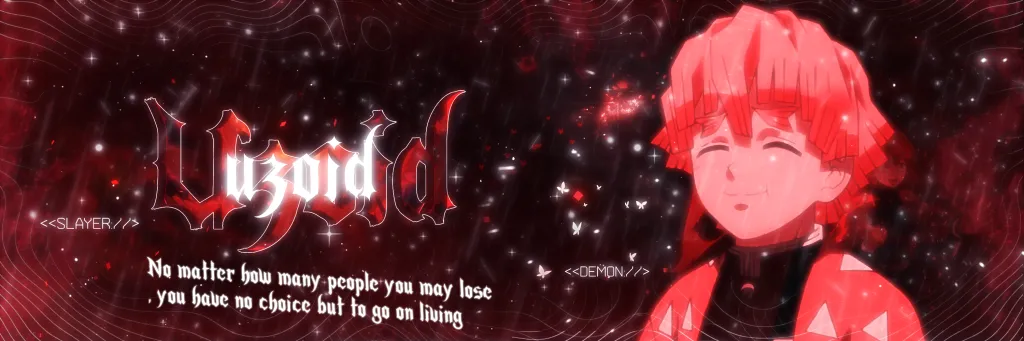 Uuzoid
<<SLAYER//>>
No matter how many people you may lose
, you have no choice but to go on living
<<DEMON//>>